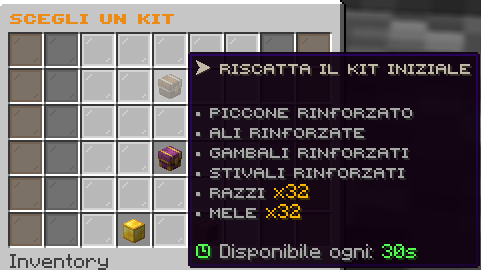 SCEGLI UN KIT
➤ RISCATTA IL KIT INIZIALE
• PICCONE RINFORZATO
• ALI RINFORZATE
• GAMBALI RINFORZATI
• STIVALI RINFORZATI
• RAZZI x32
• MELE x32
Disponibile ogni: 30s
Inventory